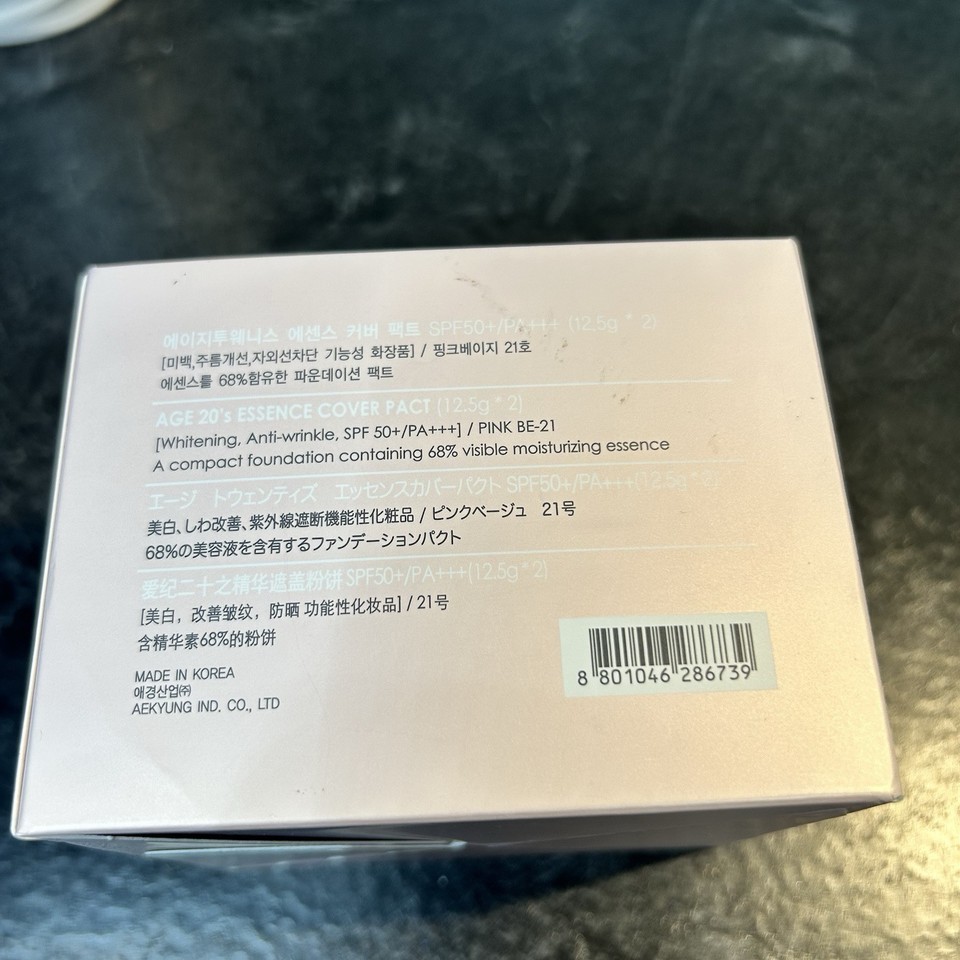 에이지투웨니스 에센스 커버 팩트 SPF50+/PA+++ (12.5g * 2)
[미백,주름개선,자외선차단 기능성 화장품] / 핑크베이지 21호
에센스를 68%함유한 파운데이션 팩트
AGE 20's ESSENCE COVER PACT (12.5g * 2)
[Whitening, Anti-wrinkle, SPF 50+/PA+++] / PINK BE-21
A compact foundation containing 68% visible moisturizing essence
エージ トウェンティズ エッセンスカバーパクト SPF50+/PA+++(12.5g * 2)
美白、しわ改善、紫外線遮断機能性化粧品 / ピンクベージュ 21号
68%の美容液を含有するファンデーションパクト
爱纪二十之精华遮盖粉饼 SPF50+/PA+++(12.5g * 2)
[美白，改善皱纹，防晒 功能性化妆品] / 21号
含精华素68%的粉饼
MADE IN KOREA
애경산업㈜
AEKYUNG IND. CO., LTD
8 801046 286739